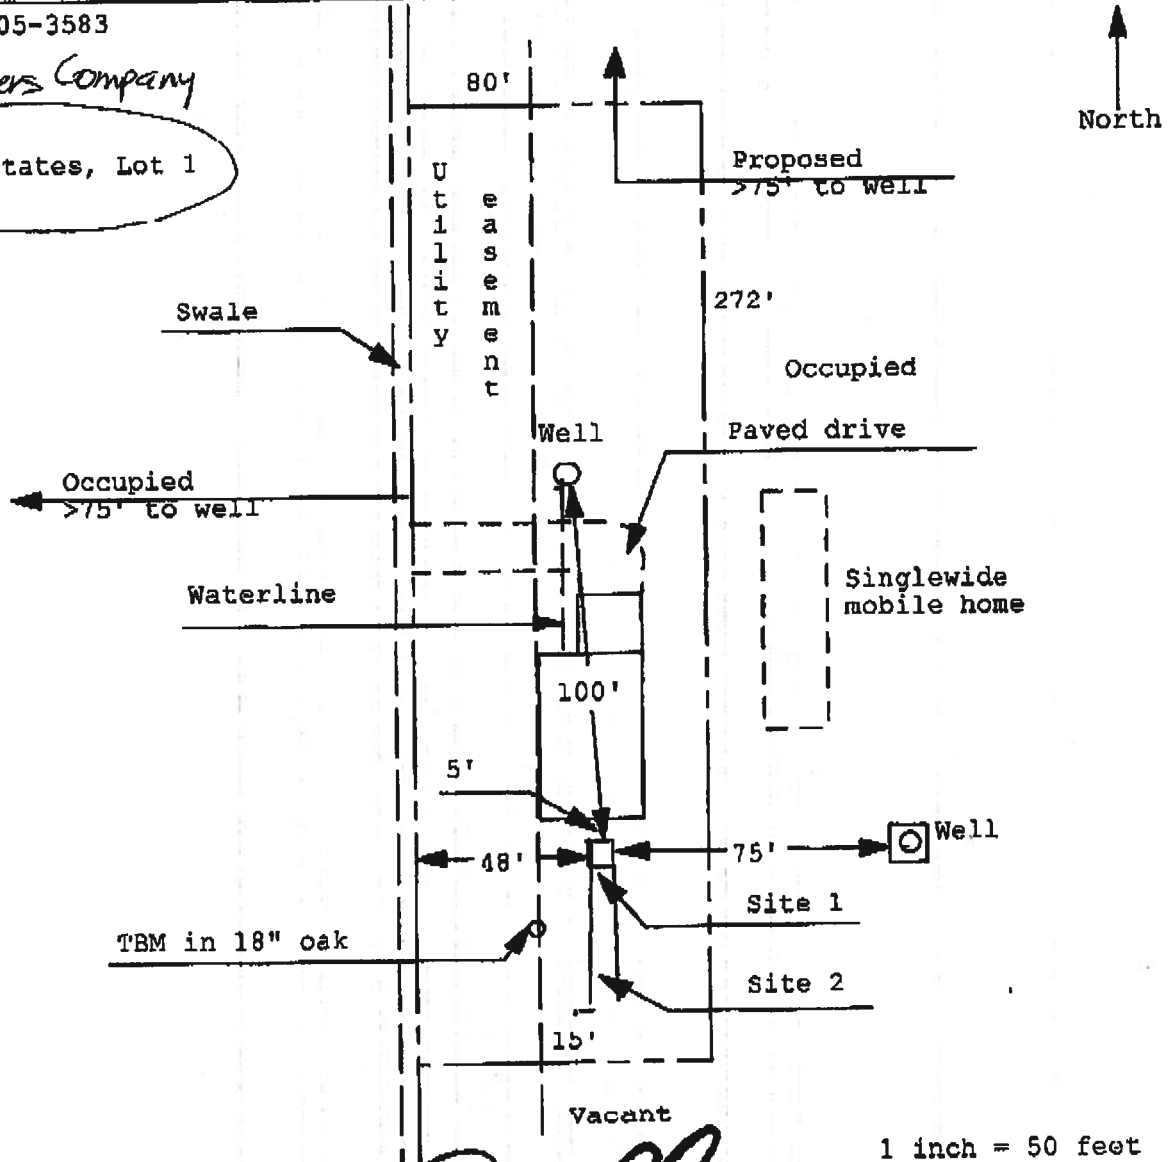 05-3583
ers Company
80'
North
Proposed
>75' to well
tates, Lot 1
Utility
easement
272'
Swale
Occupied
Well
Paved drive
Occupied
>75' to well
Singlewide
mobile home
Waterline
100'
5'
Well
48'
75'
Site 1
TBM in 18" oak
Site 2
15'
Vacant
1 inch = 50 feet